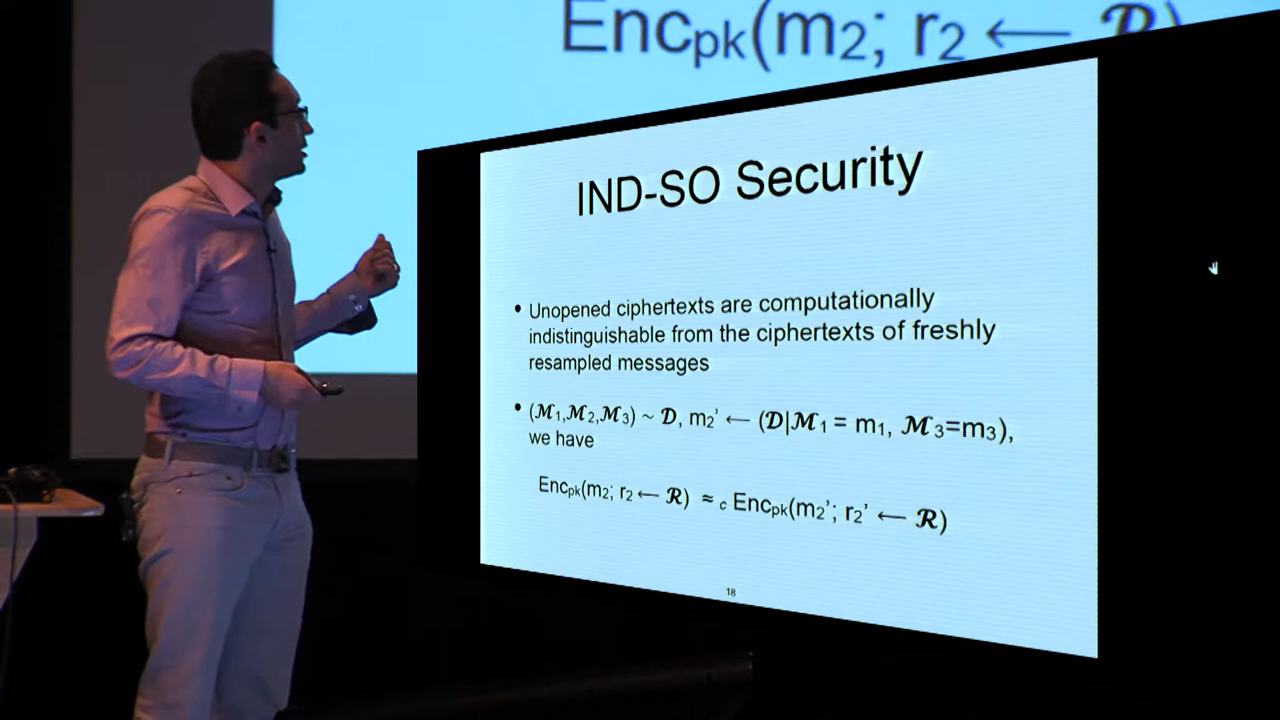 Encpk(m2; r2 ← ℛ)
IND-SO Security
• Unopened ciphertexts are computationally
indistinguishable from the ciphertexts of freshly
resampled messages
• (ℳ1,ℳ2,ℳ3) ~ 𝒟, m2' ← (𝒟|ℳ1 = m1, ℳ3=m3),
we have
Encpk(m2; r2 ← ℛ) ≈ c Encpk(m2'; r2' ← ℛ)
18